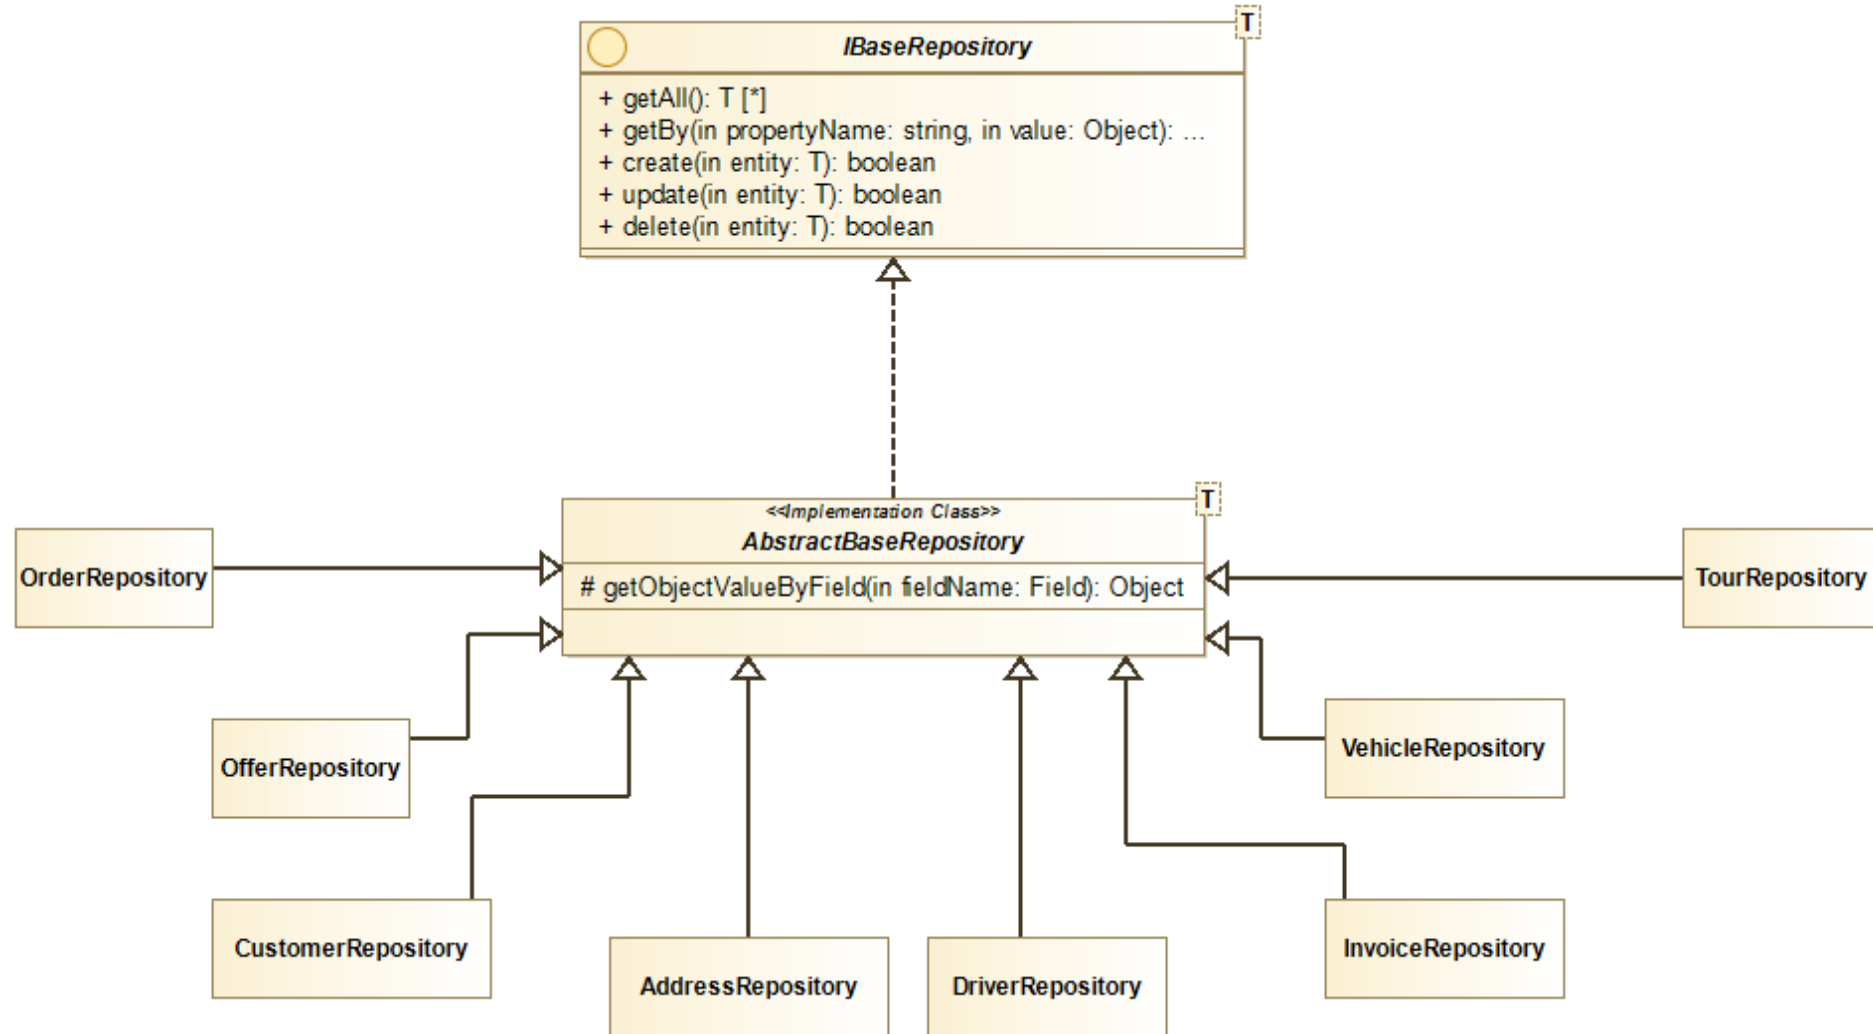 T
IBaseRepository
+ getAll(): T [*]
+ getBy(in propertyName: string, in value: Object): ...
+ create(in entity: T): boolean
+ update(in entity: T): boolean
+ delete(in entity: T): boolean
T
<<Implementation Class>>
AbstractBaseRepository
# getObjectValueByField(in fieldName: Field): Object
OrderRepository
TourRepository
OfferRepository
VehicleRepository
CustomerRepository
InvoiceRepository
AddressRepository
DriverRepository